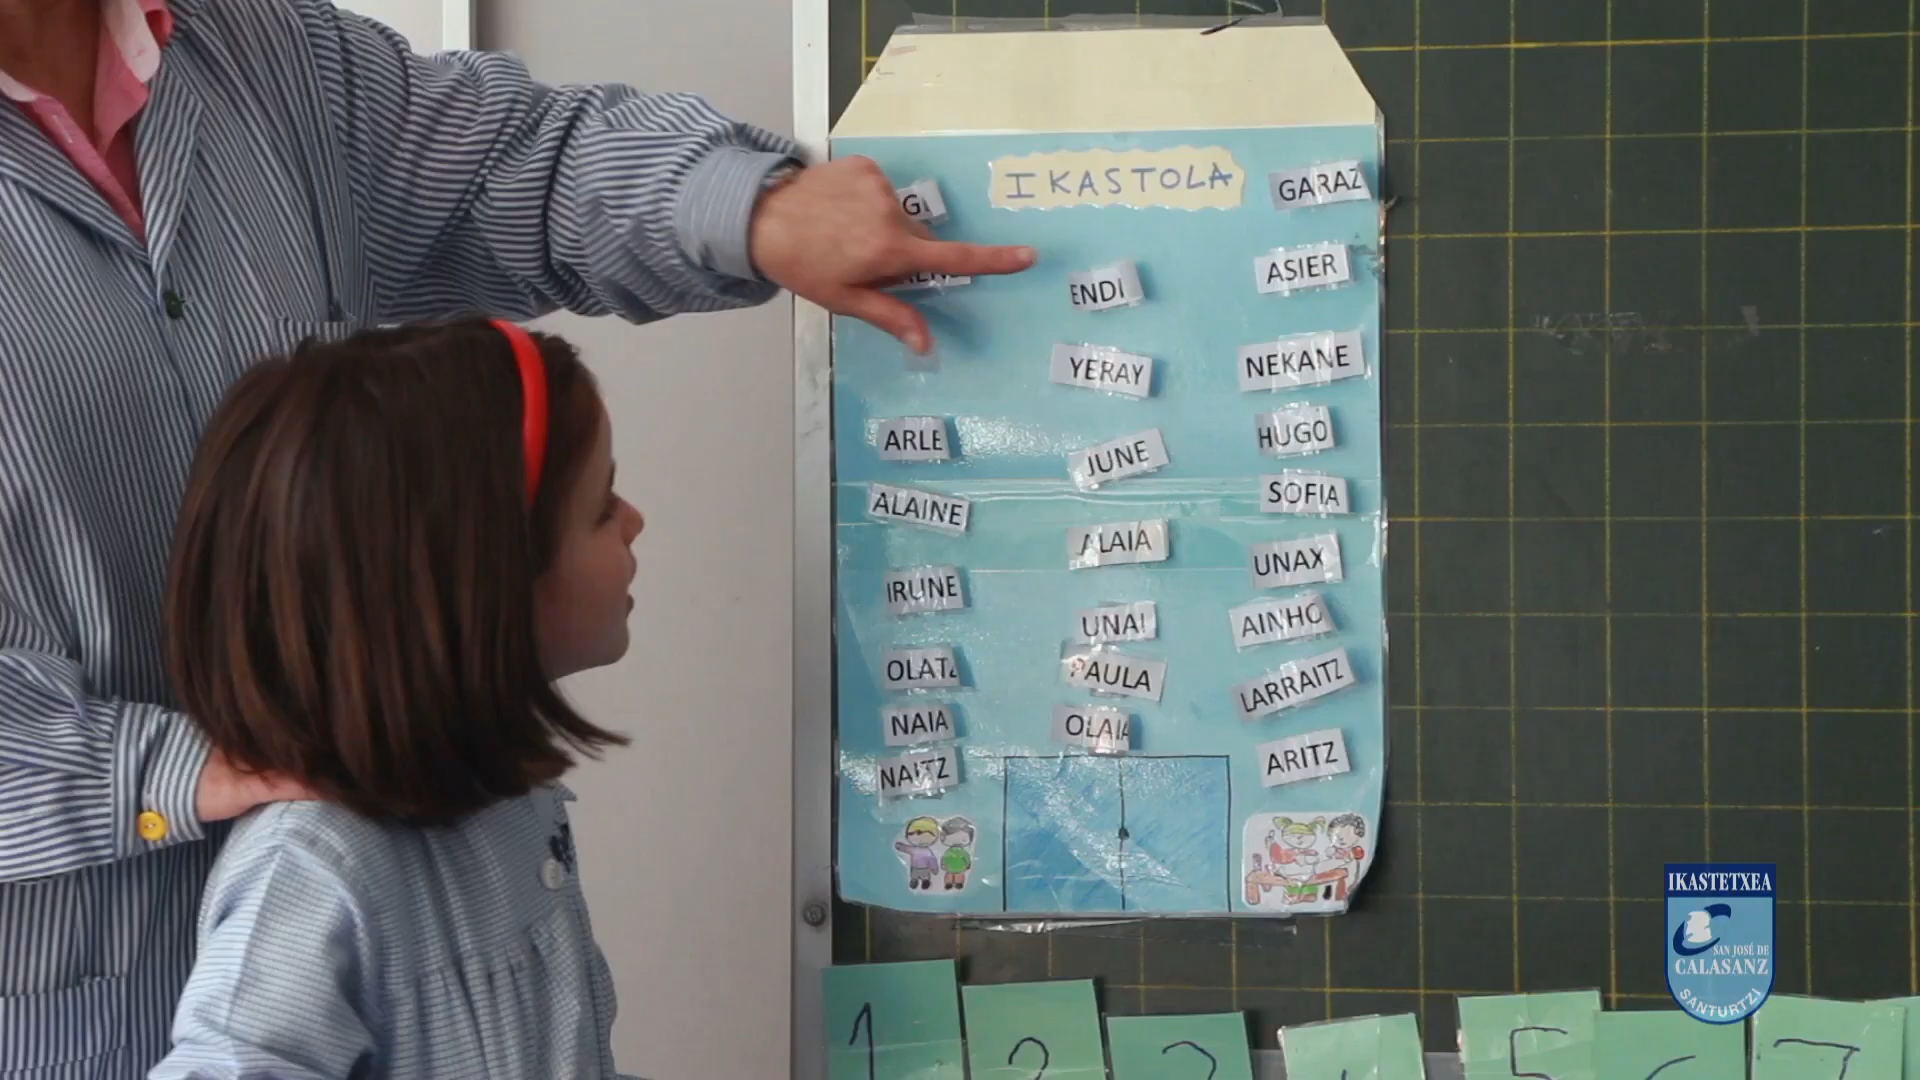 IKASTOLA
GARAZ
ENDI
ASIER
YERAY
NEKANE
ARLE
JUNE
HUGO
ALAINE
SOFIA
ALAIA
UNAX
IRUNE
UNAI
AINHO
OLATZ
PAULA
LARRAITZ
NAIA
OLAIA
NAITZ
ARITZ
IKASTETXEA
SAN JOSÉ DE
CALASANZ
SANTURTZI
1
2
3
5
7